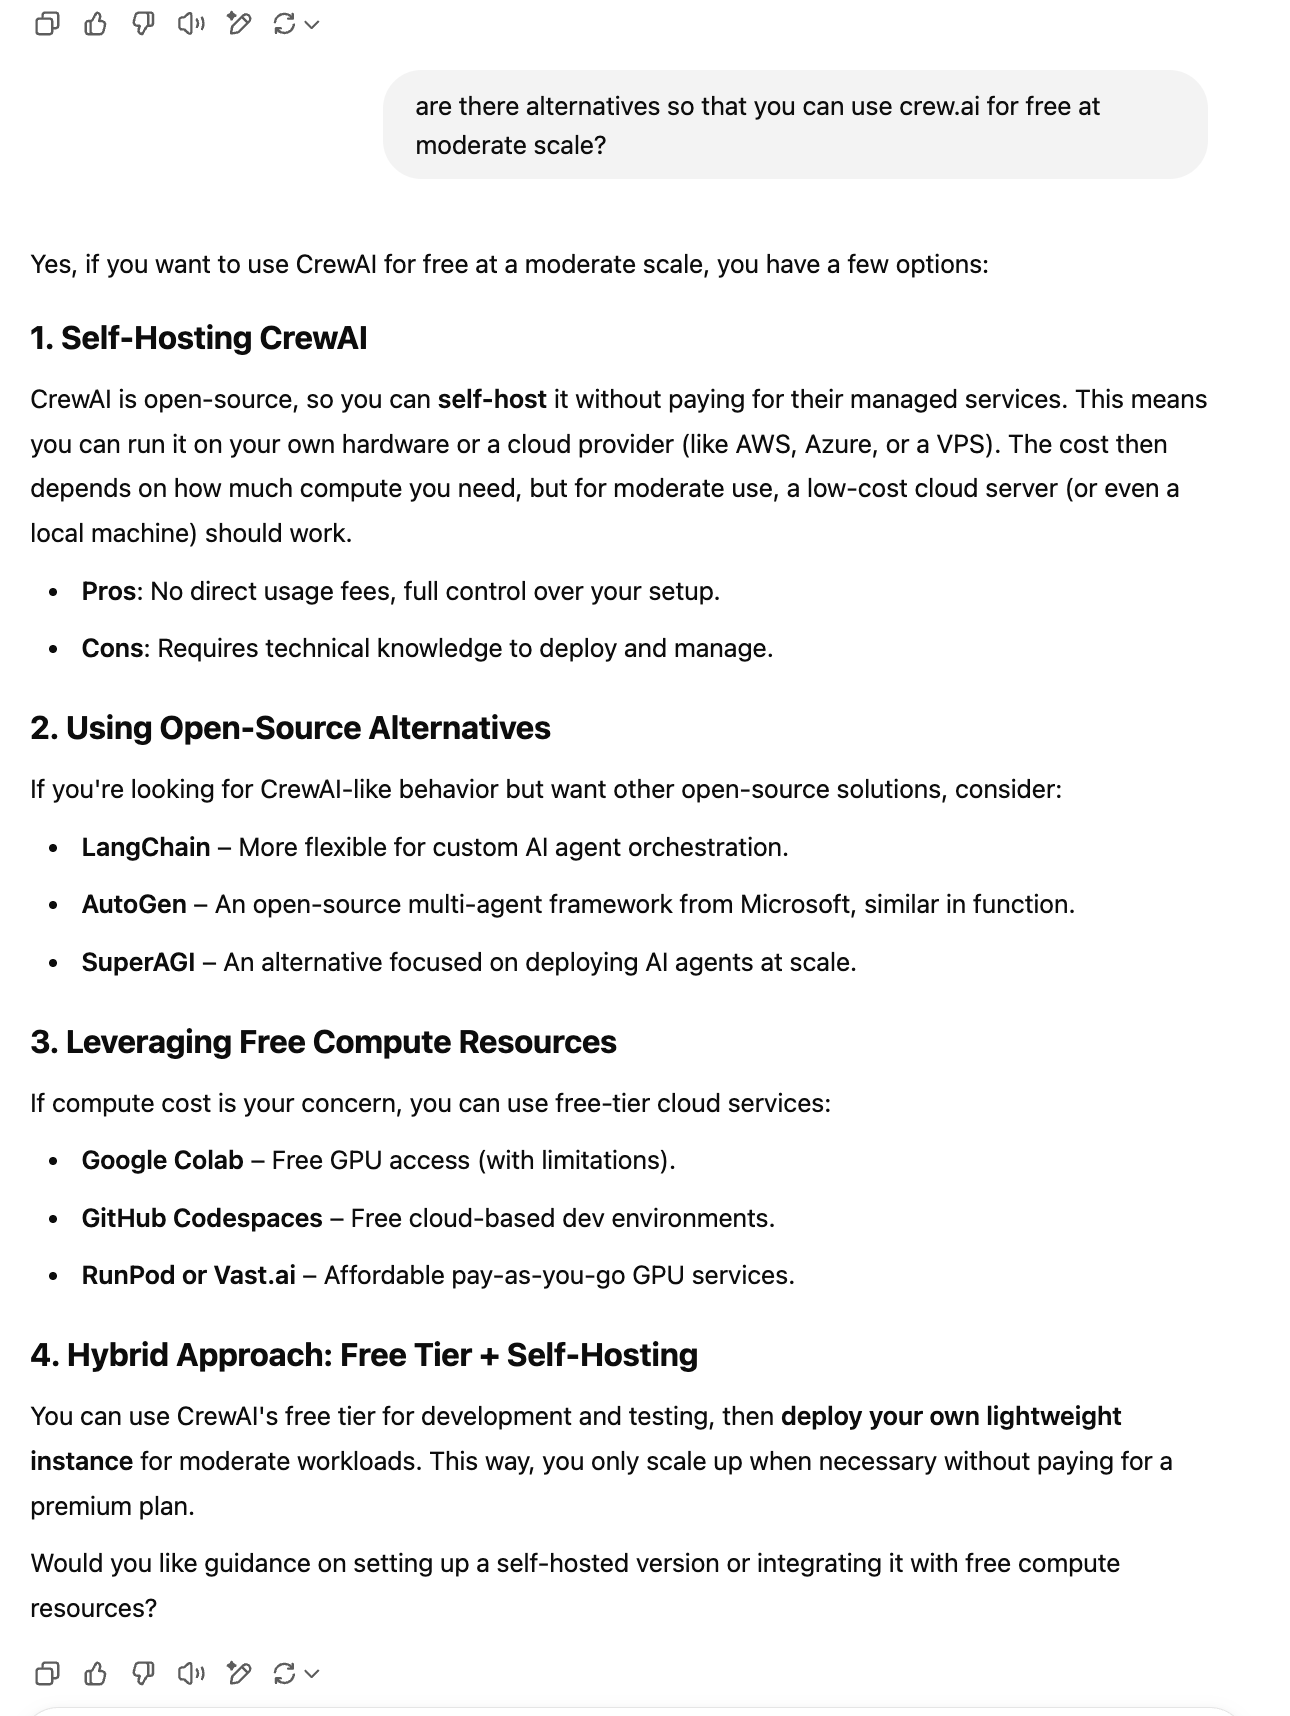 are there alternatives so that you can use crew.ai for free at
moderate scale?
Yes, if you want to use CrewAI for free at a moderate scale, you have a few options:
1. Self-Hosting CrewAI
CrewAI is open-source, so you can self-host it without paying for their managed services. This means
you can run it on your own hardware or a cloud provider (like AWS, Azure, or a VPS). The cost then
depends on how much compute you need, but for moderate use, a low-cost cloud server (or even a
local machine) should work.
• Pros: No direct usage fees, full control over your setup.
• Cons: Requires technical knowledge to deploy and manage.
2. Using Open-Source Alternatives
If you're looking for CrewAI-like behavior but want other open-source solutions, consider:
• LangChain – More flexible for custom AI agent orchestration.
• AutoGen – An open-source multi-agent framework from Microsoft, similar in function.
• SuperAGI – An alternative focused on deploying AI agents at scale.
3. Leveraging Free Compute Resources
If compute cost is your concern, you can use free-tier cloud services:
• Google Colab – Free GPU access (with limitations).
• GitHub Codespaces – Free cloud-based dev environments.
• RunPod or Vast.ai – Affordable pay-as-you-go GPU services.
4. Hybrid Approach: Free Tier + Self-Hosting
You can use CrewAI's free tier for development and testing, then deploy your own lightweight
instance for moderate workloads. This way, you only scale up when necessary without paying for a
premium plan.
Would you like guidance on setting up a self-hosted version or integrating it with free compute
resources?